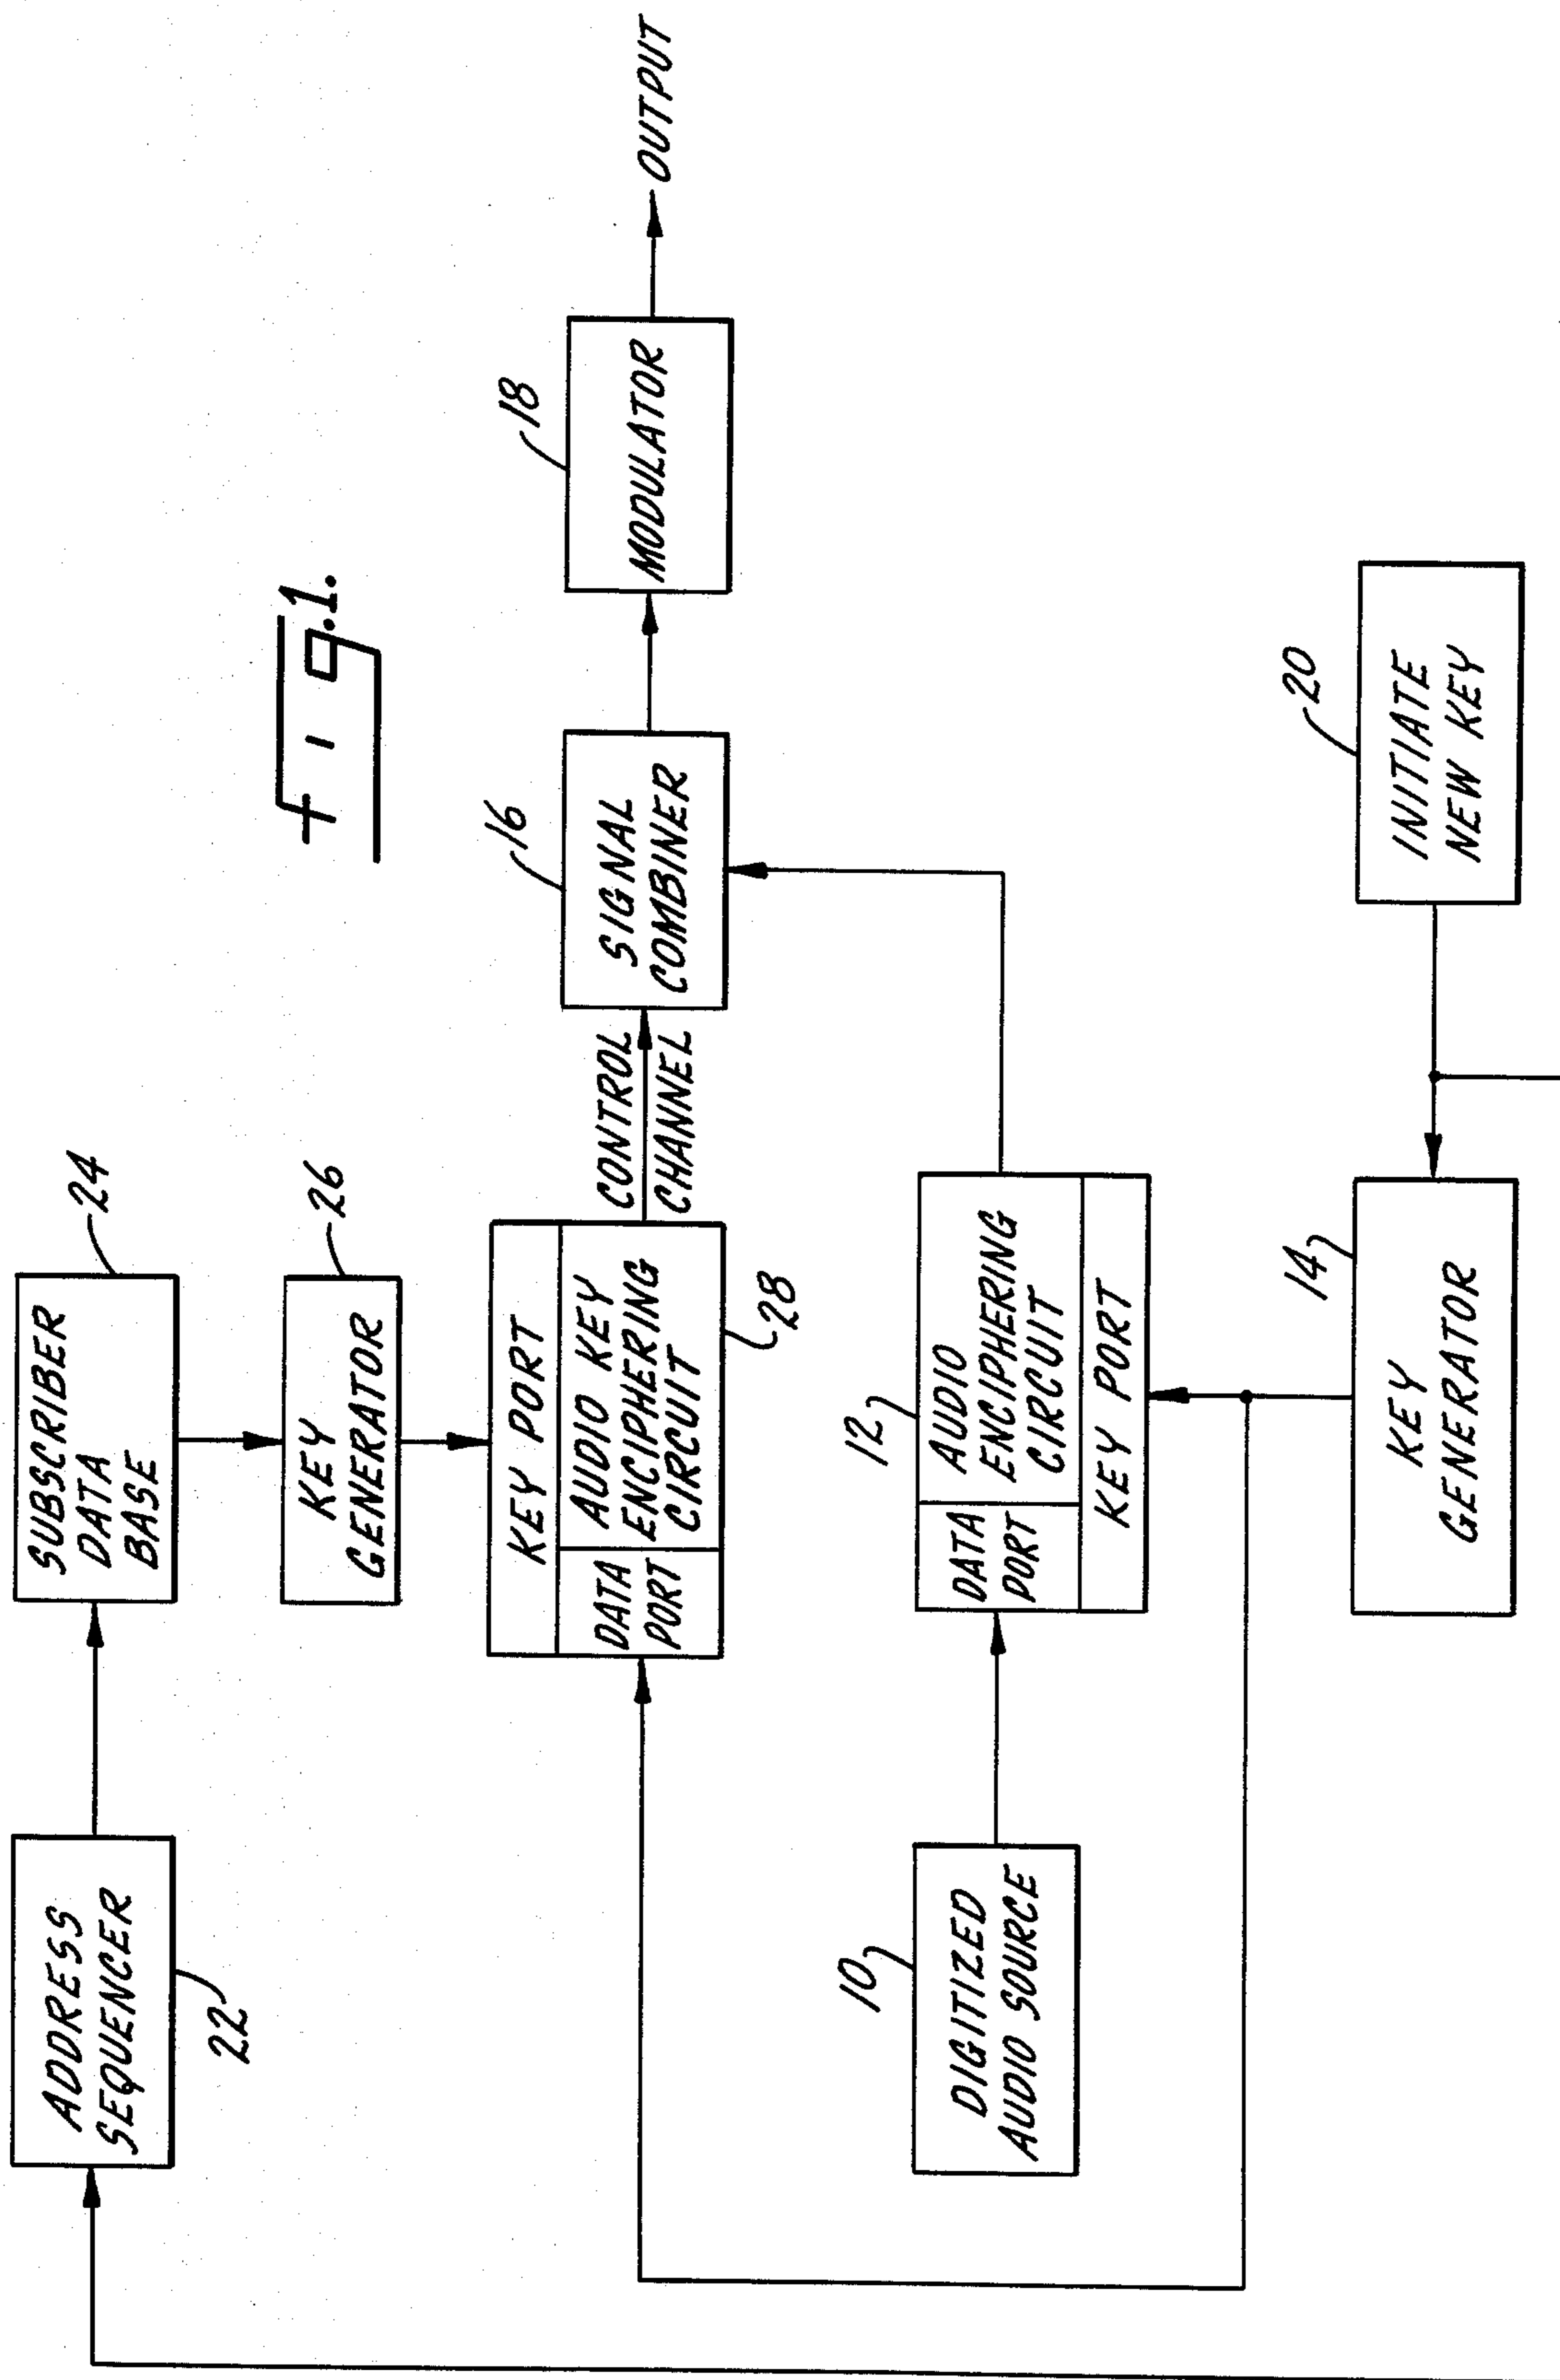 Fig.1.
ADDRESS
SEQUENCER
22
SUBSCRIBER
DATA
BASE
24
KEY
GENERATOR
26
KEY PORT
DATA
PORT
AUDIO KEY
ENCIPHERING
CIRCUIT
28
CONTROL
CHANNEL
16
SIGNAL
COMBINER
18
MODULATOR
OUTPUT
10
DIGITIZED
AUDIO SOURCE
12
DATA
PORT
AUDIO
ENCIPHERING
CIRCUIT
KEY PORT
14
KEY
GENERATOR
20
INITIATE
NEW KEY